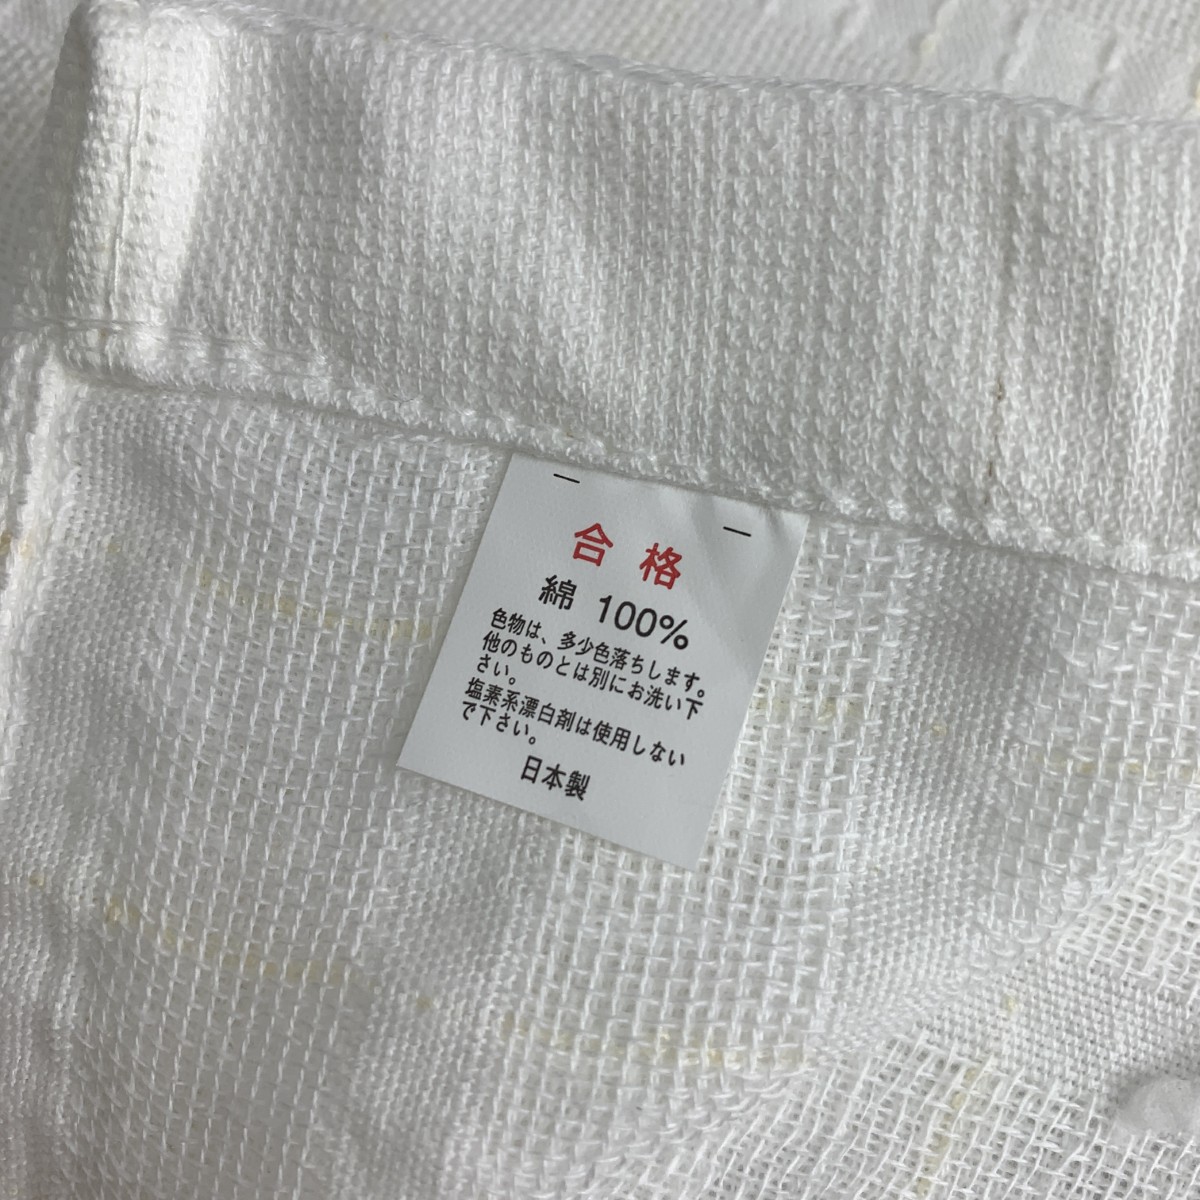 合格
綿 100%
色物は、多少色落ちします。
他のものとは別にお洗い下
さい。
塩素系漂白剤は使用しない
で下さい。
日本製